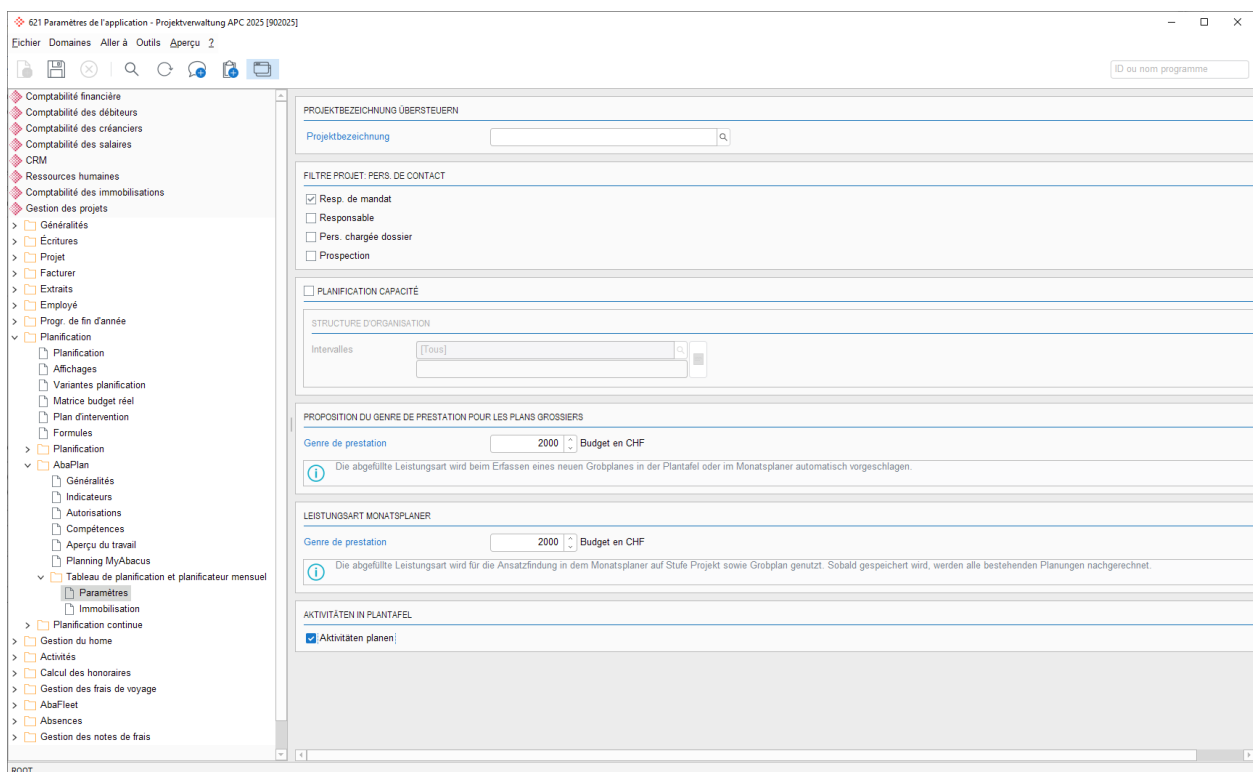 621 Paramètres de l'application - Projektverwaltung APC 2025 [902025]
Fichier Domaines Aller à Outils Aperçu ?
ID ou nom programme
Comptabilité financière
Comptabilité des débiteurs
Comptabilité des créanciers
Comptabilité des salaires
CRM
Ressources humaines
Comptabilité des immobilisations
Gestion des projets
Généralités
Écritures
Projet
Facturer
Extraits
Employé
Progr. de fin d'année
Planification
Planification
Affichages
Variantes planification
Matrice budget réel
Plan d'intervention
Formules
Planification
AbaPlan
Généralités
Indicateurs
Autorisations
Compétences
Aperçu du travail
Planning MyAbacus
Tableau de planification et planificateur mensuel
Paramètres
Immobilisation
Planification continue
Gestion du home
Activités
Calcul des honoraires
Gestion des frais de voyage
AbaFleet
Absences
Gestion des notes de frais
PROJEKTBEZEICHNUNG ÜBERSTEUERN
Projektbezeichnung
FILTRE PROJET: PERS. DE CONTACT
Resp. de mandat
Responsable
Pers. chargée dossier
Prospection
PLANIFICATION CAPACITÉ
STRUCTURE D'ORGANISATION
Intervalles [Tous]
PROPOSITION DU GENRE DE PRESTATION POUR LES PLANS GROSSIERS
Genre de prestation 2000 Budget en CHF
Die abgefüllte Leistungsart wird beim Erfassen eines neuen Grobplanes in der Plantafel oder im Monatsplaner automatisch vorgeschlagen.
LEISTUNGSART MONATSPLANER
Genre de prestation 2000 Budget en CHF
Die abgefüllte Leistungsart wird für die Ansatzfindung in dem Monatsplaner auf Stufe Projekt sowie Grobplan genutzt. Sobald gespeichert wird, werden alle bestehenden Planungen nachgerechnet.
AKTIVITÄTEN IN PLANTAFEL
Aktivitäten planen
ROOT